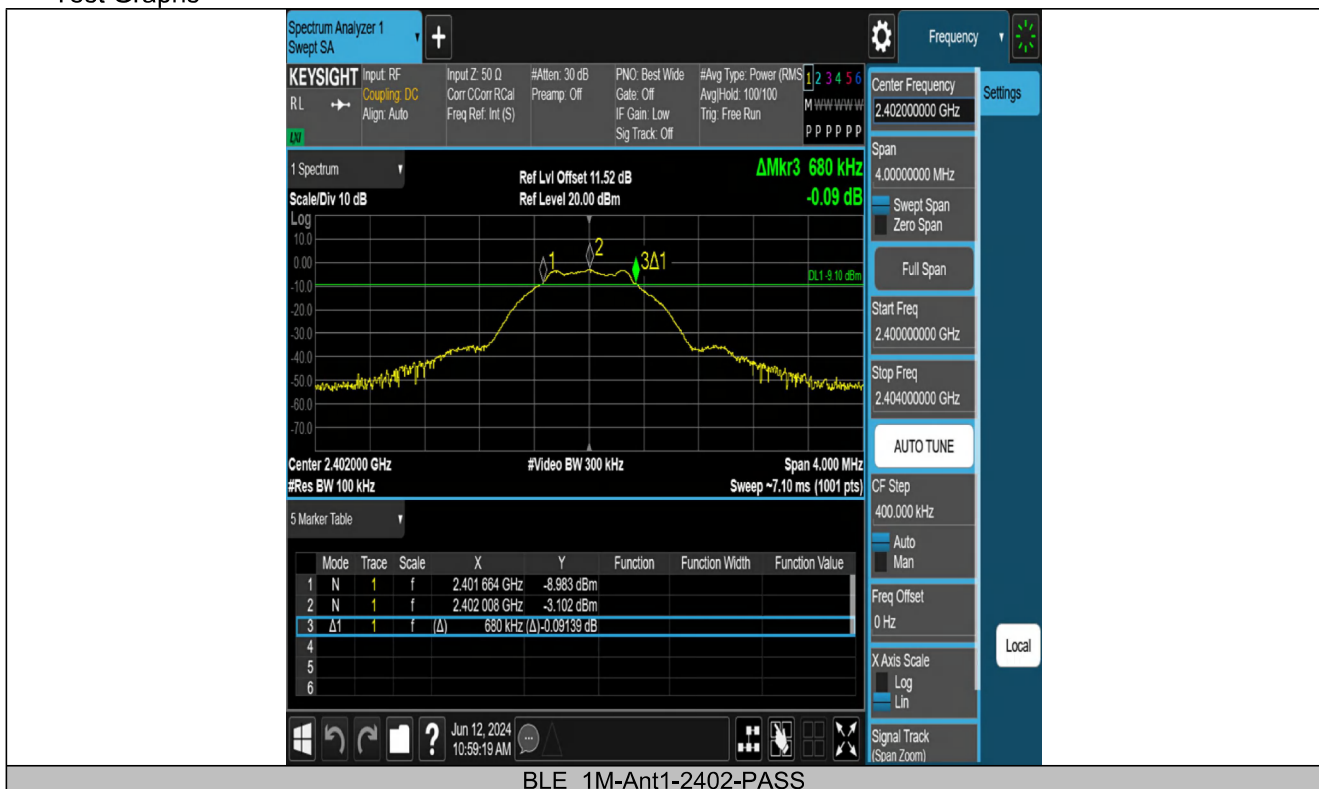 Test Graphs
Spectrum Analyzer 1
Swept SA
Frequency
KEYSIGHT
RL
LXI
Input: RF
Coupling: DC
Align: Auto
Input Z: 50 Ω
Corr CCorr RCal
Freq Ref: Int (S)
#Atten: 30 dB
Preamp: Off
PNO: Best Wide
Gate: Off
IF Gain: Low
Sig Track: Off
#Avg Type: Power (RMS
Avg|Hold: 100/100
Trig: Free Run
1 2 3 4 5 6
M W W W W W
P P P P P P
Center Frequency
2.402000000 GHz
Settings
Span
4.00000000 MHz
Swept Span
Zero Span
Full Span
Start Freq
2.400000000 GHz
Stop Freq
2.404000000 GHz
AUTO TUNE
CF Step
400.000 kHz
Auto
Man
Freq Offset
0 Hz
X Axis Scale
Log
Lin
Signal Track
(Span Zoom)
Local
1 Spectrum
Scale/Div 10 dB
Ref Lvl Offset 11.52 dB
Ref Level 20.00 dBm
ΔMkr3 680 kHz
-0.09 dB
Log
10.0
0.00
-10.0
-20.0
-30.0
-40.0
-50.0
-60.0
-70.0
1
2
3Δ1
DL1 -9.10 dBm
Center 2.402000 GHz
#Video BW 300 kHz
Span 4.000 MHz
#Res BW 100 kHz
Sweep ~7.10 ms (1001 pts)
5 Marker Table
Mode Trace Scale X Y Function Function Width Function Value
1 N 1 f 2.401 664 GHz -8.983 dBm
2 N 1 f 2.402 008 GHz -3.102 dBm
3 Δ1 1 f (Δ) 680 kHz (Δ) -0.09139 dB
4
5
6
Jun 12, 2024
10:59:19 AM
BLE_1M-Ant1-2402-PASS